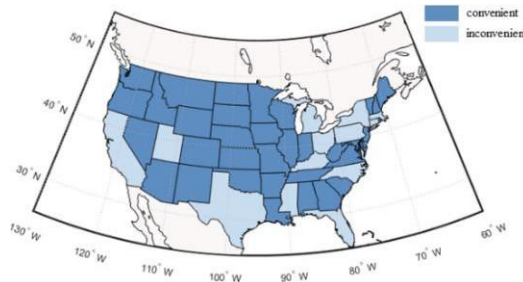 convenient
inconvenient
50° N
40° N
30° N
130° W
120° W
110° W
100° W
90° W
80° W
70° W
60° W